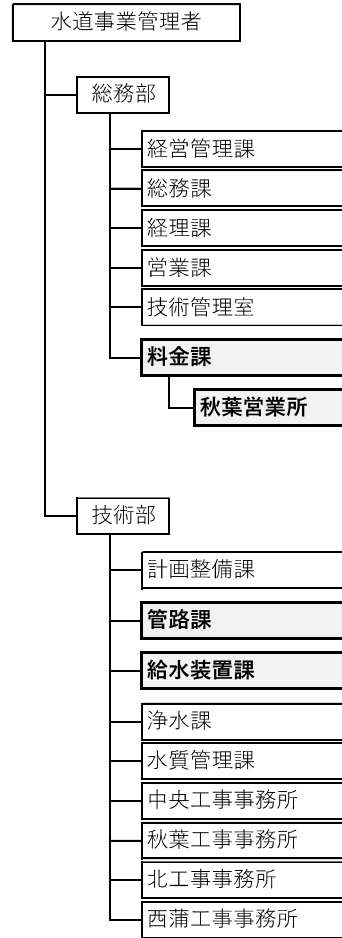 水道事業管理者
総務部
経営管理課
総務課
経理課
営業課
技術管理室
料金課
秋葉営業所
技術部
計画整備課
管路課
給水装置課
浄水課
水質管理課
中央工事事務所
秋葉工事事務所
北工事事務所
西蒲工事事務所